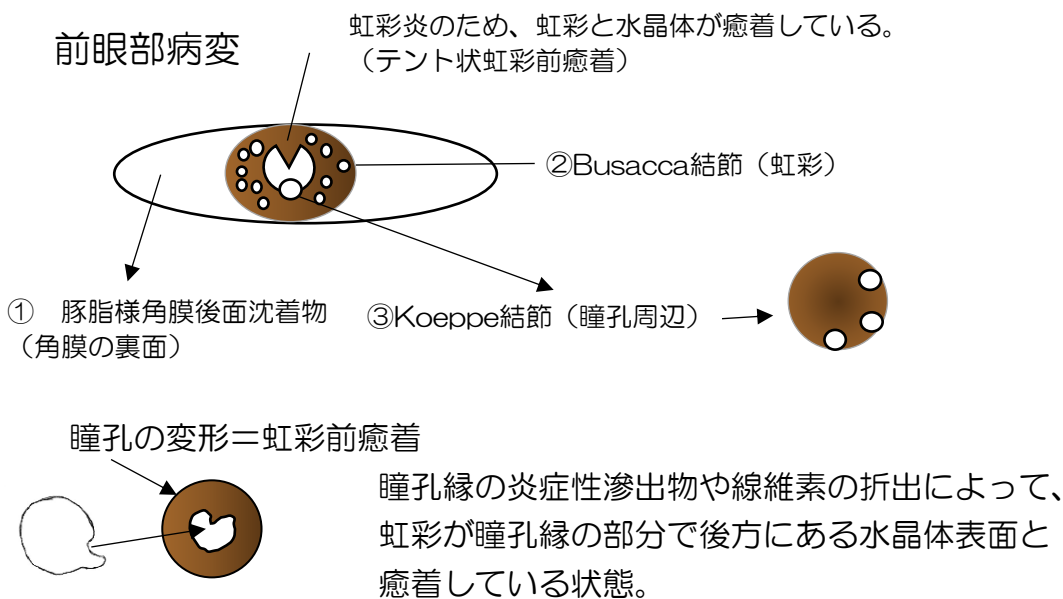 前眼部病変
虹彩炎のため、虹彩と水晶体が癒着している。
（テント状虹彩前癒着）
②Busacca結節（虹彩）
①　豚脂様角膜後面沈着物
（角膜の裏面）
③Koeppe結節（瞳孔周辺）
瞳孔の変形＝虹彩前癒着
瞳孔縁の炎症性滲出物や線維素の折出によって、
虹彩が瞳孔縁の部分で後方にある水晶体表面と
癒着している状態。